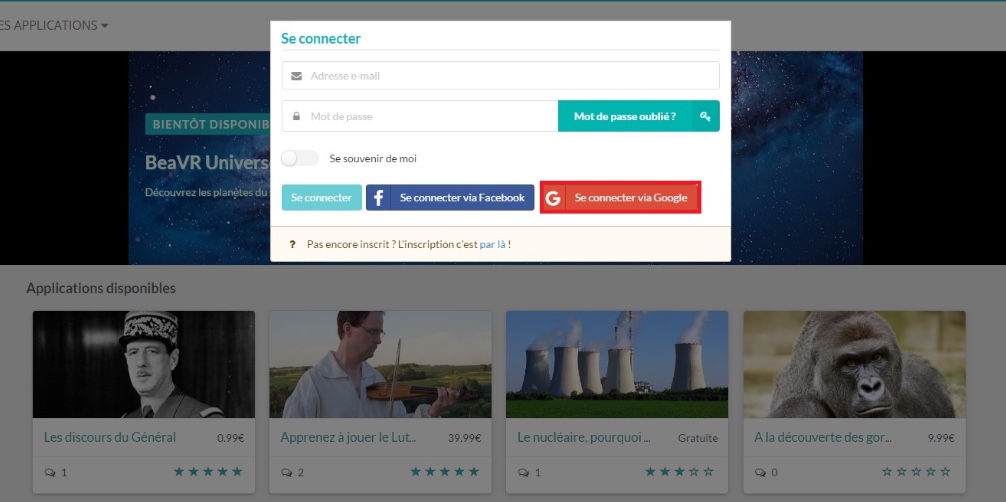 ES APPLICATIONS
Se connecter
Adresse e-mail
Mot de passe
Mot de passe oublié ?
BIENTÔT DISPONIB
BeaVR Universe
Se souvenir de moi
Découvrez les planètes du
Se connecter
Se connecter via Facebook
Se connecter via Google
? Pas encore inscrit ? L'inscription c'est par là !
Applications disponibles
Les discours du Général 0.99€
1
Apprenez à jouer le Lut... 39.99€
2
Le nucléaire, pourquoi ... Gratuite
1
A la découverte des gor... 9.99€
0